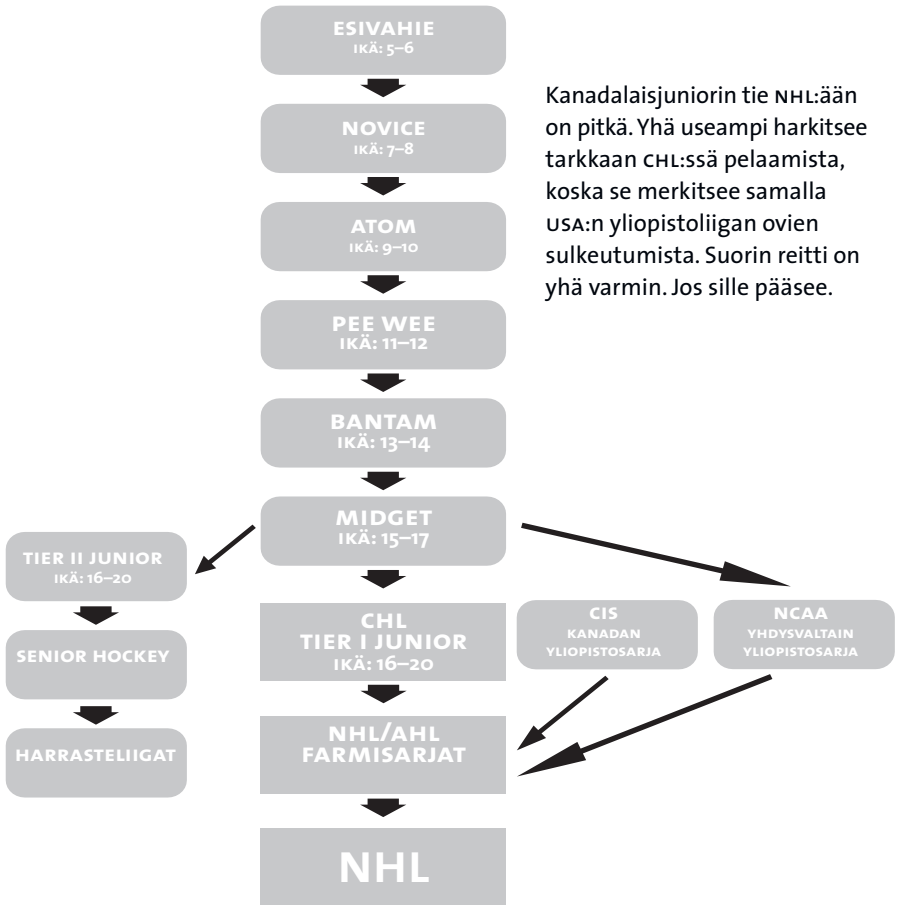 ESIVAHIE
IKÄ: 5–6
Kanadalaisjuniorin tie NHL:ään
on pitkä. Yhä useampi harkitsee
tarkkaan CHL:ssä pelaamista,
koska se merkitsee samalla
USA:n yliopistoliigan ovien
sulkeutumista. Suorin reitti on
yhä varmin. Jos sille pääsee.
NOVICE
IKÄ: 7–8
ATOM
IKÄ: 9–10
PEE WEE
IKÄ: 11–12
BANTAM
IKÄ: 13–14
MIDGET
IKÄ: 15–17
TIER II JUNIOR
IKÄ: 16–20
SENIOR HOCKEY
HARRASTELIIGAT
CHL
TIER I JUNIOR
IKÄ: 16–20
CIS
KANADAN
YLIOPISTOSARJA
NCAA
YHDYSVALTAIN
YLIOPISTOSARJA
NHL/AHL
FARMISARJAT
NHL